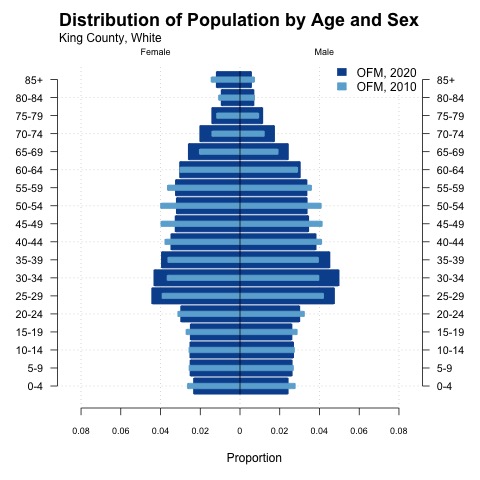 Distribution of Population by Age and Sex
King County, White
Female Male
OFM, 2020
OFM, 2010
85+ 85+
80-84 80-84
75-79 75-79
70-74 70-74
65-69 65-69
60-64 60-64
55-59 55-59
50-54 50-54
45-49 45-49
40-44 40-44
35-39 35-39
30-34 30-34
25-29 25-29
20-24 20-24
15-19 15-19
10-14 10-14
5-9 5-9
0-4 0-4
0.08 0.06 0.04 0.02 0 0.02 0.04 0.06 0.08
Proportion